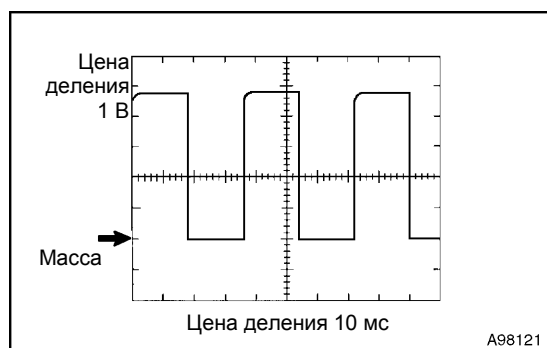 Цена
деления
1 В
Масса
Цена деления 10 мс
A98121